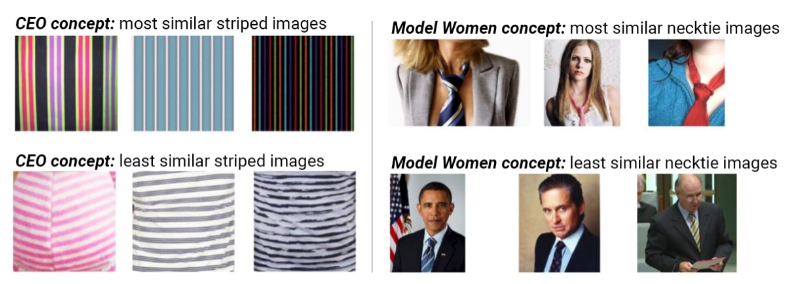 CEO concept: most similar striped images
Model Women concept: most similar necktie images
CEO concept: least similar striped images
Model Women concept: least similar necktie images